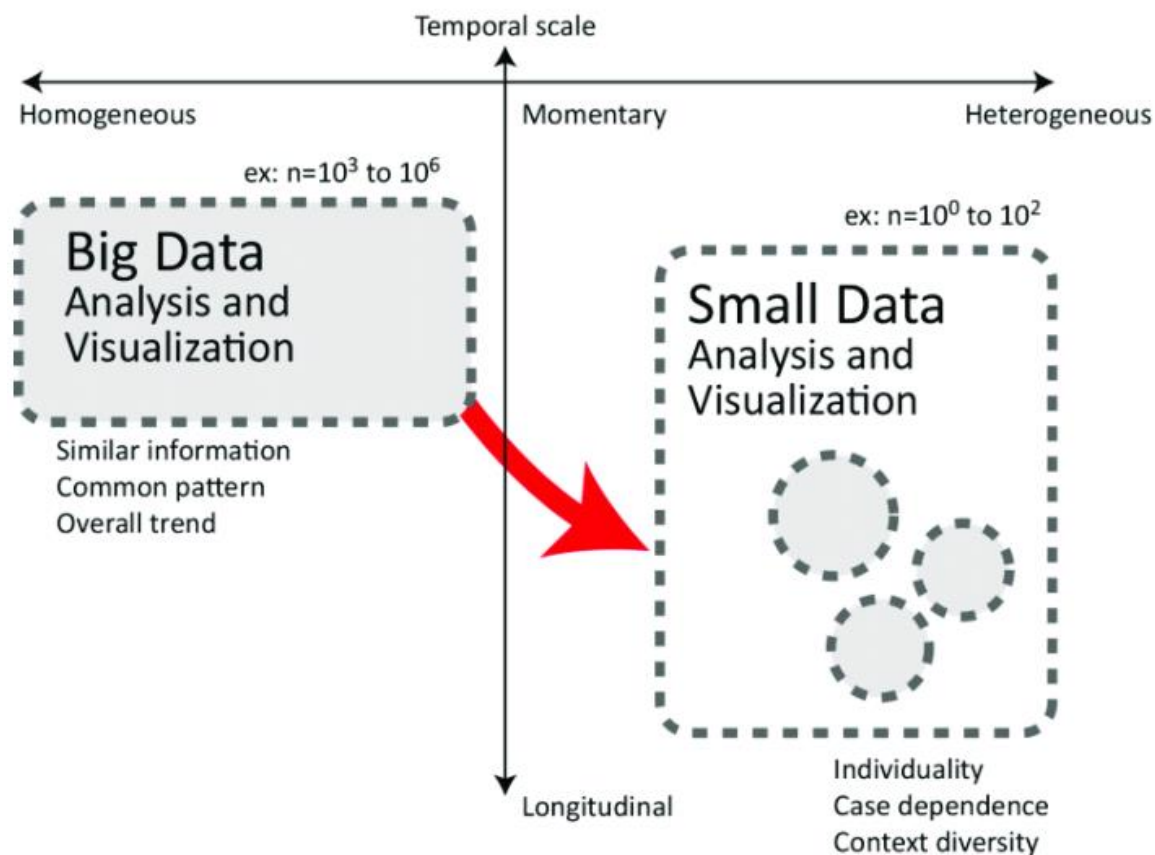 Temporal scale
Homogeneous
Momentary
Heterogeneous
ex: n=10³ to 10⁶
Big Data
Analysis and
Visualization
Similar information
Common pattern
Overall trend
ex: n=10⁰ to 10²
Small Data
Analysis and
Visualization
Individuality
Case dependence
Context diversity
Longitudinal